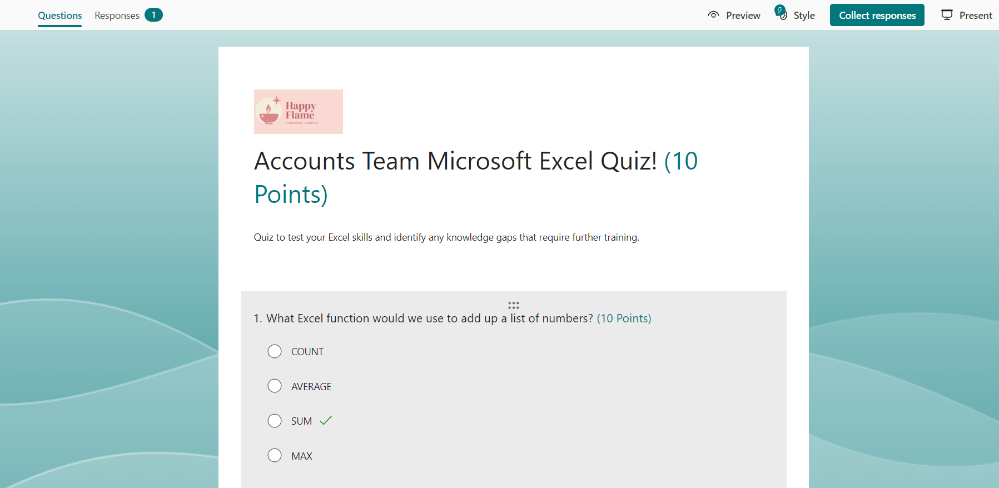 Questions Responses 1 Preview Style Collect responses Present
Happy
Flame
HANDMADE CANDLES
Accounts Team Microsoft Excel Quiz! (10
Points)
Quiz to test your Excel skills and identify any knowledge gaps that require further training.
1. What Excel function would we use to add up a list of numbers? (10 Points)
COUNT
AVERAGE
SUM
MAX